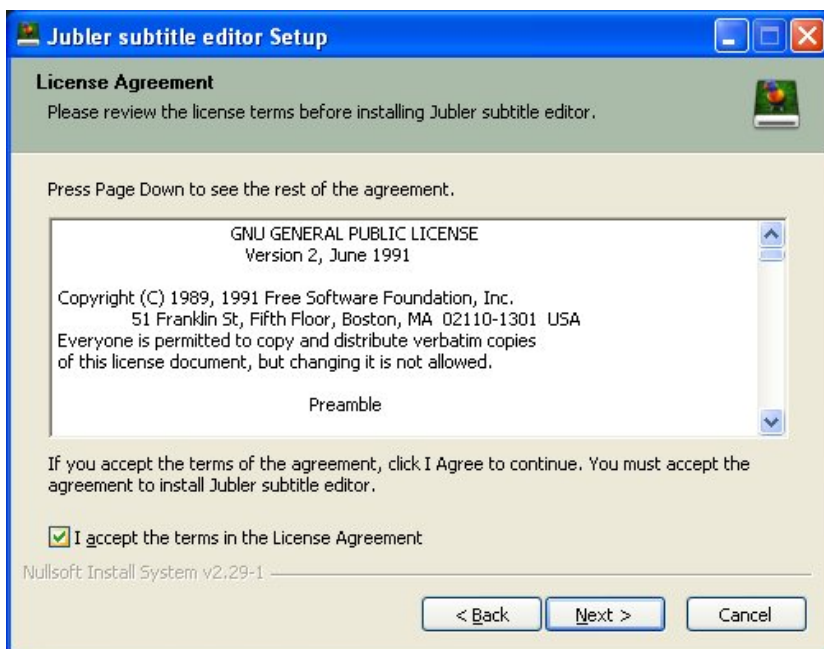 Jubler subtitle editor Setup
License Agreement
Please review the license terms before installing Jubler subtitle editor.
Press Page Down to see the rest of the agreement.
GNU GENERAL PUBLIC LICENSE
Version 2, June 1991
Copyright (C) 1989, 1991 Free Software Foundation, Inc.
51 Franklin St, Fifth Floor, Boston, MA  02110-1301  USA
Everyone is permitted to copy and distribute verbatim copies
of this license document, but changing it is not allowed.
Preamble
If you accept the terms of the agreement, click I Agree to continue. You must accept the
agreement to install Jubler subtitle editor.
I accept the terms in the License Agreement
Nullsoft Install System v2.29-1
< Back
Next >
Cancel